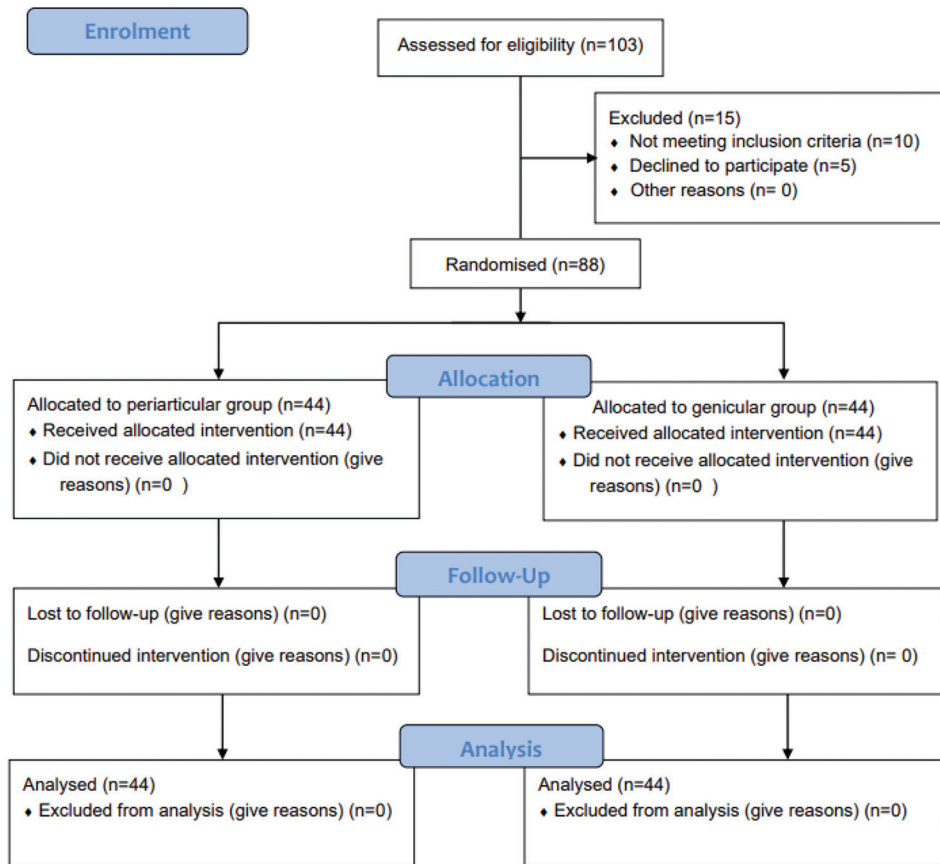 Enrolment
Assessed for eligibility (n=103)
Excluded (n=15)
♦ Not meeting inclusion criteria (n=10)
♦ Declined to participate (n=5)
♦ Other reasons (n= 0)
Randomised (n=88)
Allocation
Allocated to periarticular group (n=44)
♦ Received allocated intervention (n=44)
♦ Did not receive allocated intervention (give
reasons) (n=0 )
Allocated to genicular group (n=44)
♦ Received allocated intervention (n=44)
♦ Did not receive allocated intervention (give
reasons) (n=0 )
Follow-Up
Lost to follow-up (give reasons) (n=0)
Discontinued intervention (give reasons) (n=0)
Lost to follow-up (give reasons) (n=0)
Discontinued intervention (give reasons) (n= 0)
Analysis
Analysed (n=44)
♦ Excluded from analysis (give reasons) (n=0)
Analysed (n=44)
♦ Excluded from analysis (give reasons) (n=0)